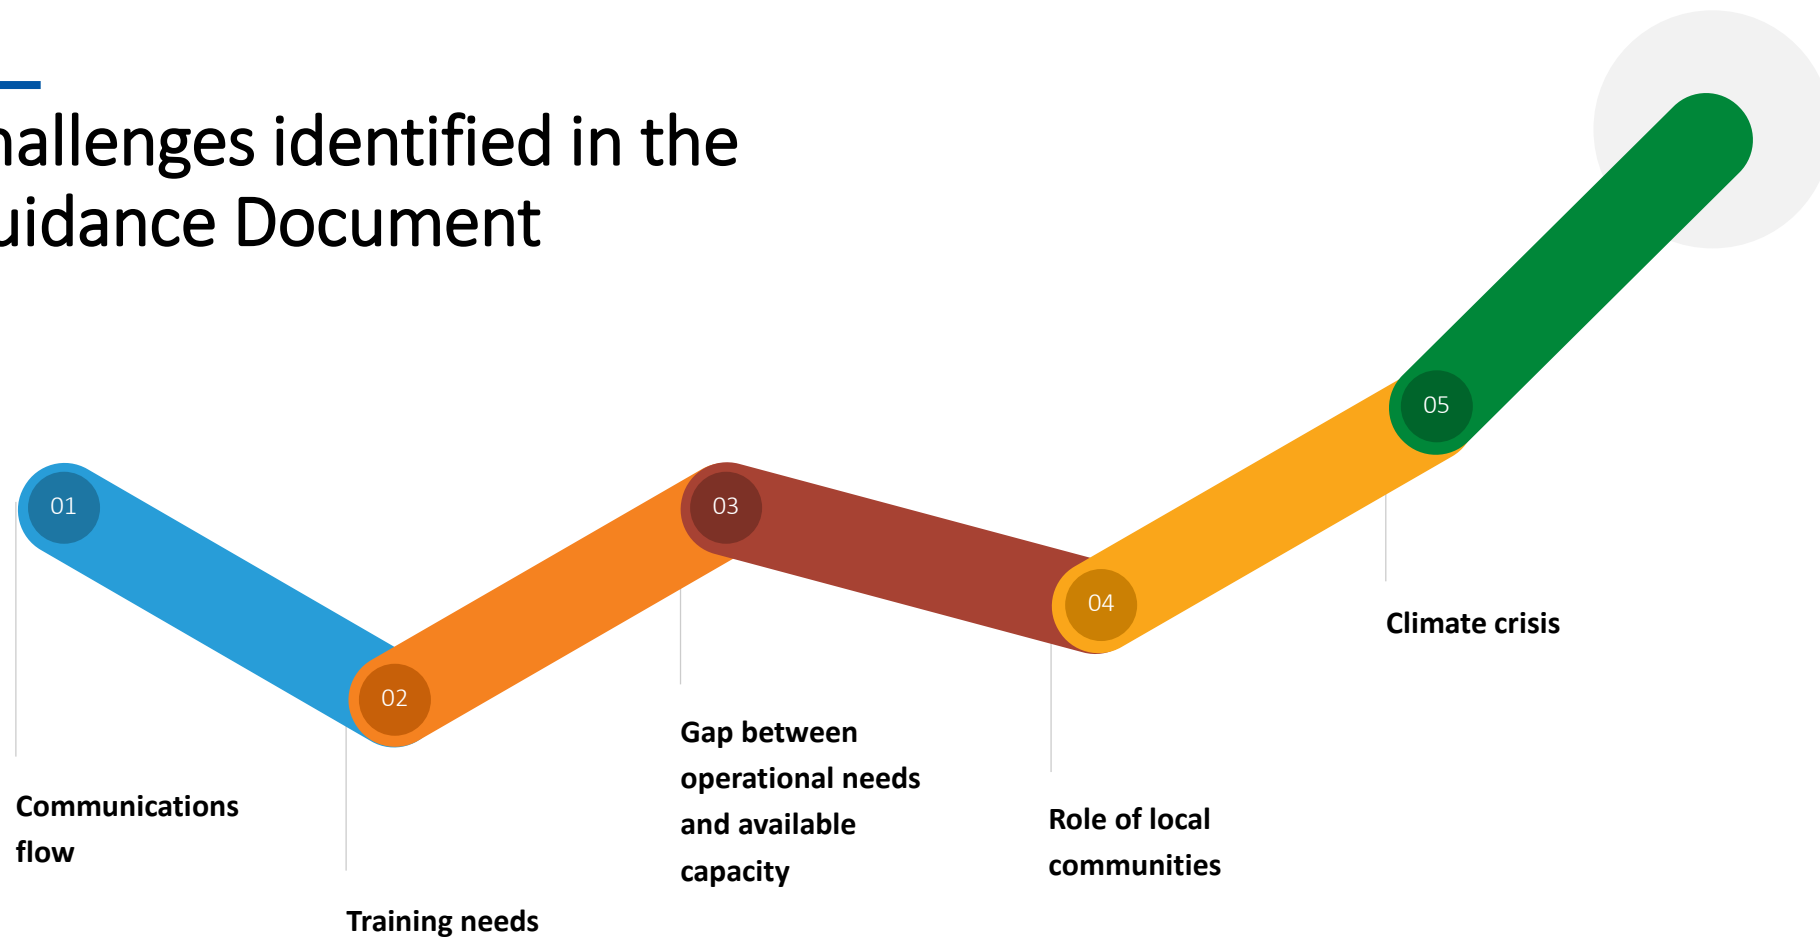 hallenges identified in the
uidance Document
01
02
03
04
05
Communications
flow
Training needs
Gap between
operational needs
and available
capacity
Role of local
communities
Climate crisis